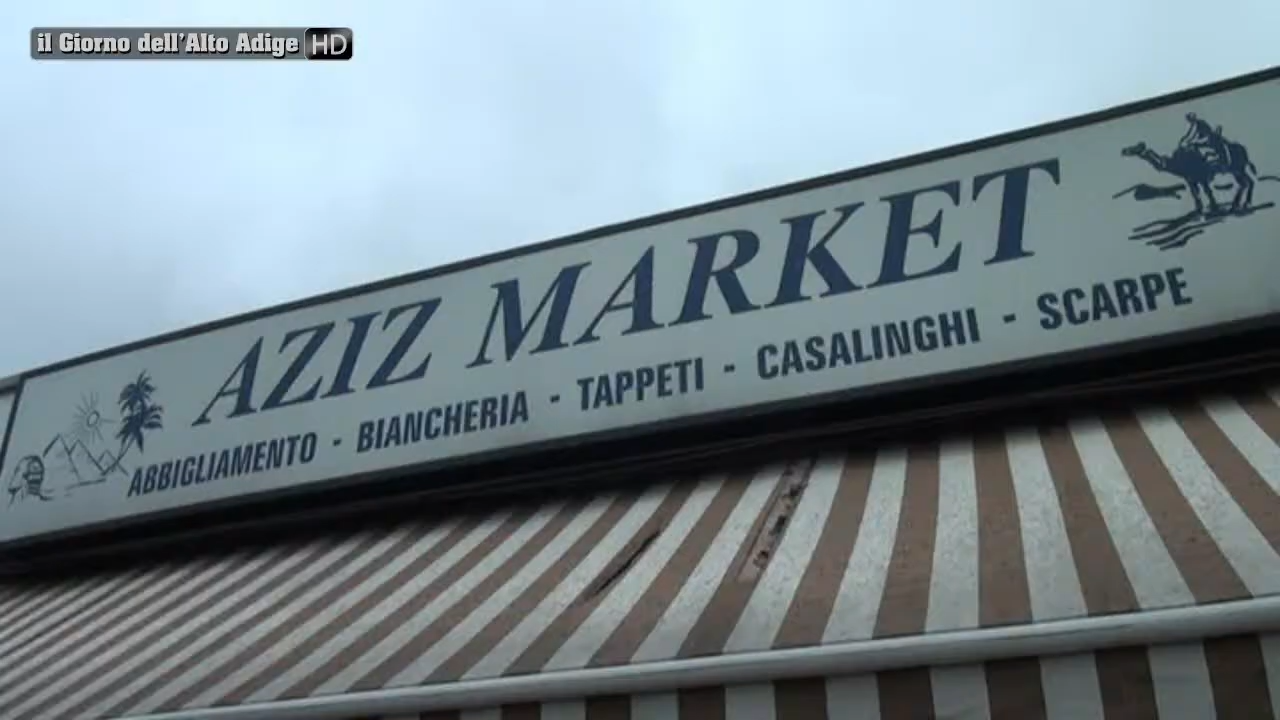 il Giorno dell'Alto Adige HD
AZIZ MARKET
ABBIGLIAMENTO - BIANCHERIA - TAPPETI - CASALINGHI - SCARPE